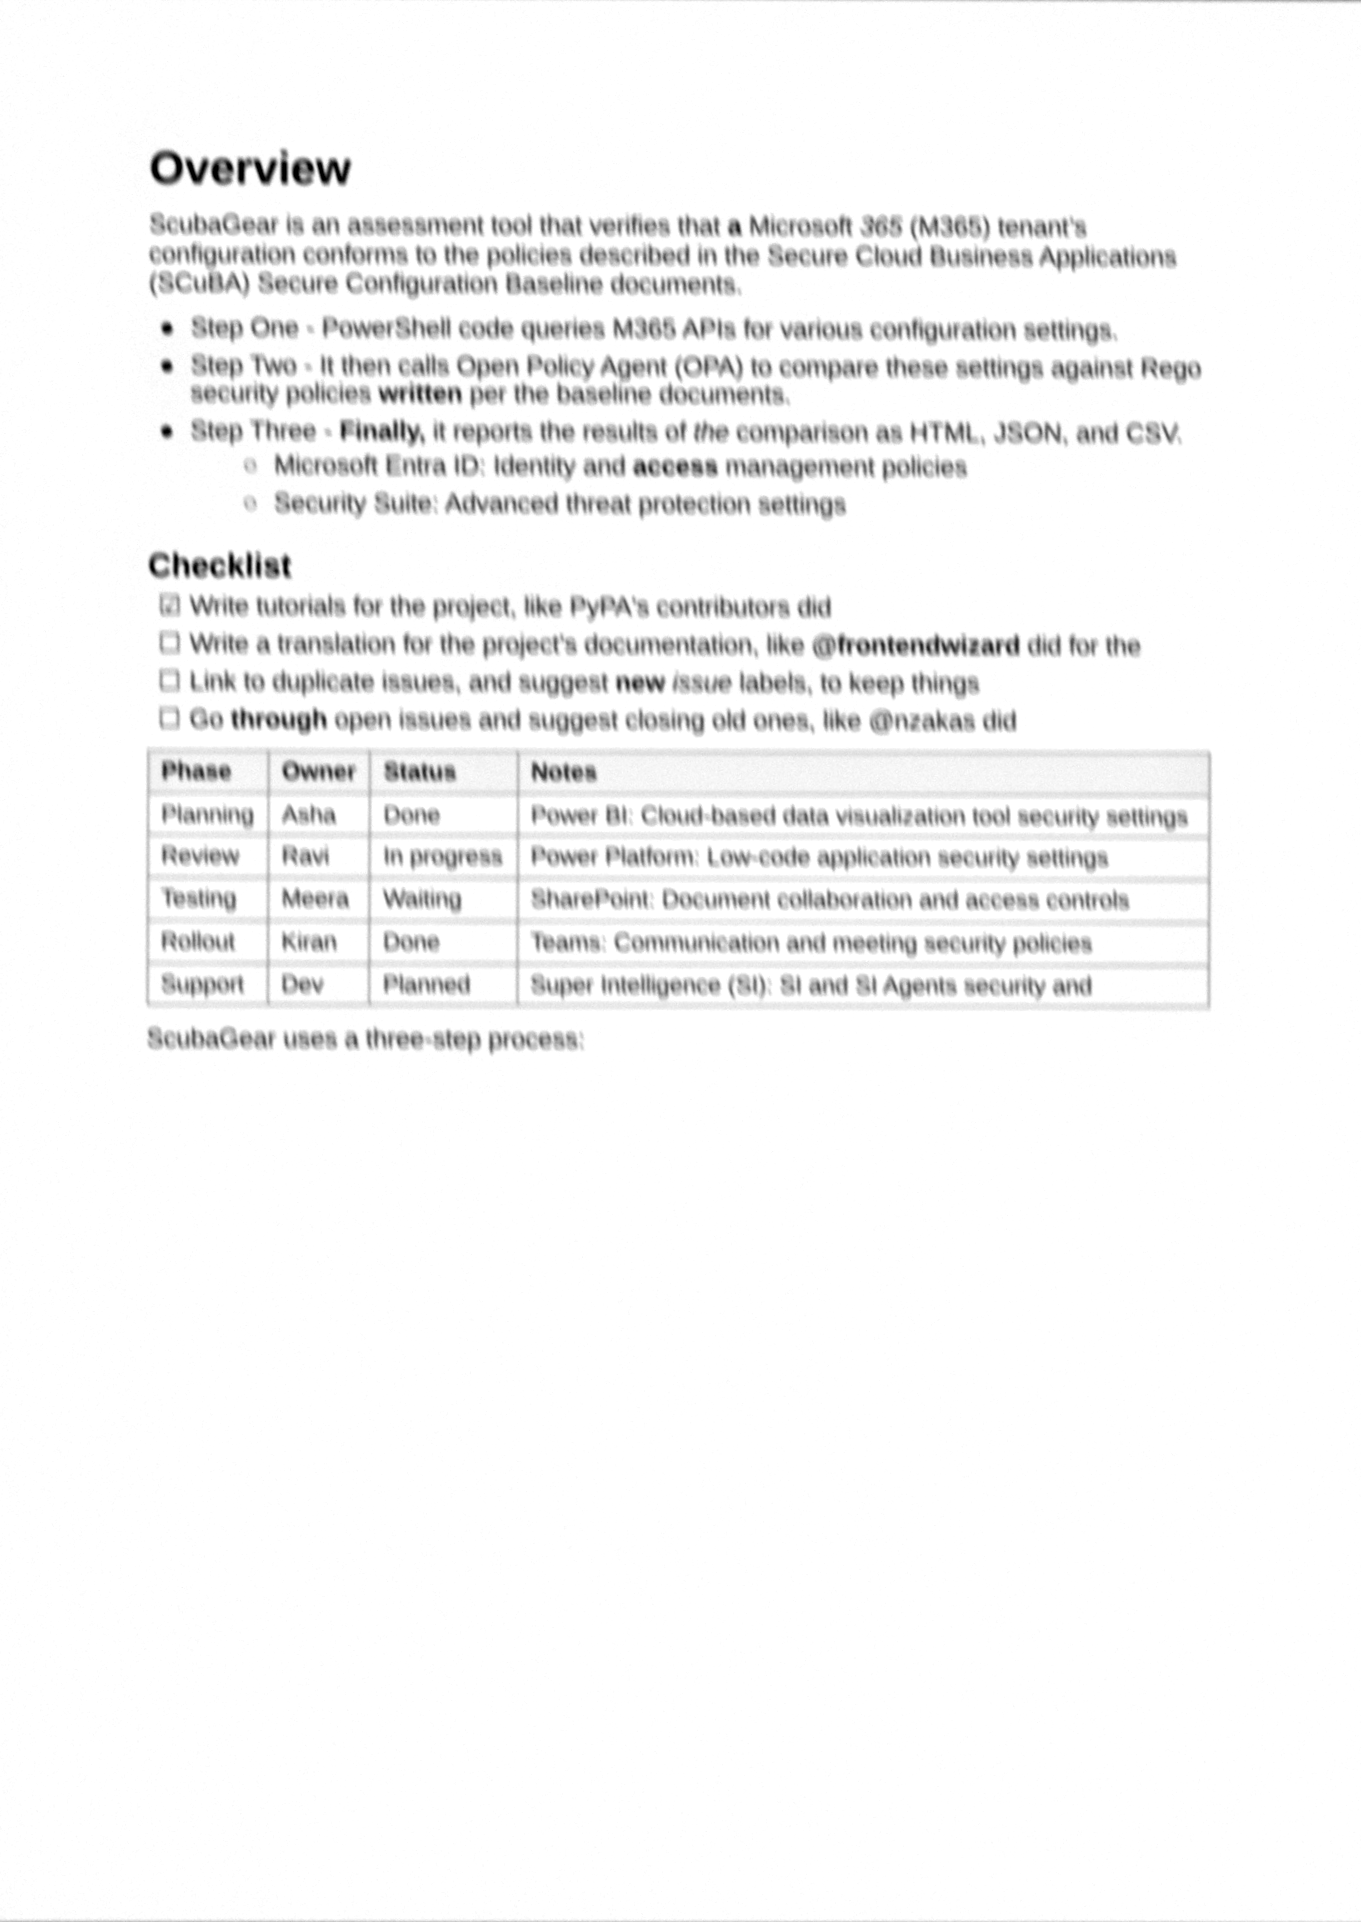 Overview
ScubaGear is an assessment tool that verifies that a Microsoft 365 (M365) tenant's
configuration conforms to the policies described in the Secure Cloud Business Applications
(SCuBA) Secure Configuration Baseline documents.
● Step One - PowerShell code queries M365 APIs for various configuration settings.
● Step Two - It then calls Open Policy Agent (OPA) to compare these settings against Rego
security policies written per the baseline documents.
● Step Three - Finally, it reports the results of the comparison as HTML, JSON, and CSV.
○ Microsoft Entra ID: Identity and access management policies
○ Security Suite: Advanced threat protection settings
Checklist
☑ Write tutorials for the project, like PyPA's contributors did
☐ Write a translation for the project's documentation, like @frontendwizard did for the
☐ Link to duplicate issues, and suggest new issue labels, to keep things
☐ Go through open issues and suggest closing old ones, like @nzakas did
Phase Owner Status Notes
Planning Asha Done Power BI: Cloud-based data visualization tool security settings
Review Ravi In progress Power Platform: Low-code application security settings
Testing Meera Waiting SharePoint: Document collaboration and access controls
Rollout Kiran Done Teams: Communication and meeting security policies
Support Dev Planned Super Intelligence (SI): SI and SI Agents security and
ScubaGear uses a three-step process: